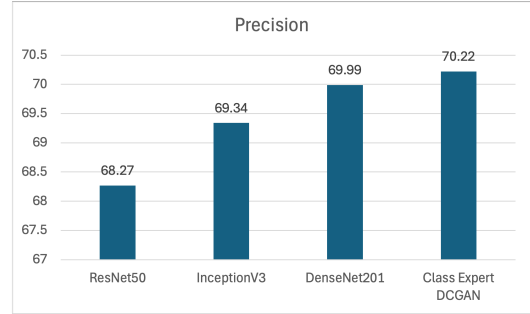 Precision
70.5
70
69.5
69
68.5
68
67.5
67
68.27
69.34
69.99
70.22
ResNet50
InceptionV3
DenseNet201
Class Expert
DCGAN